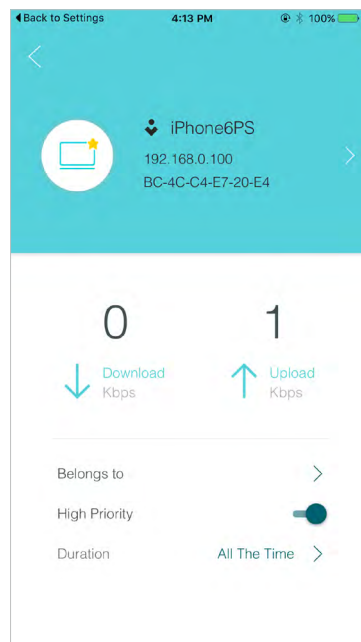 Back to Settings 4:13 PM 100%
iPhone6PS
192.168.0.100
BC-4C-C4-E7-20-E4
0 1
Download Upload
Kbps Kbps
Belongs to
High Priority
Duration All The Time